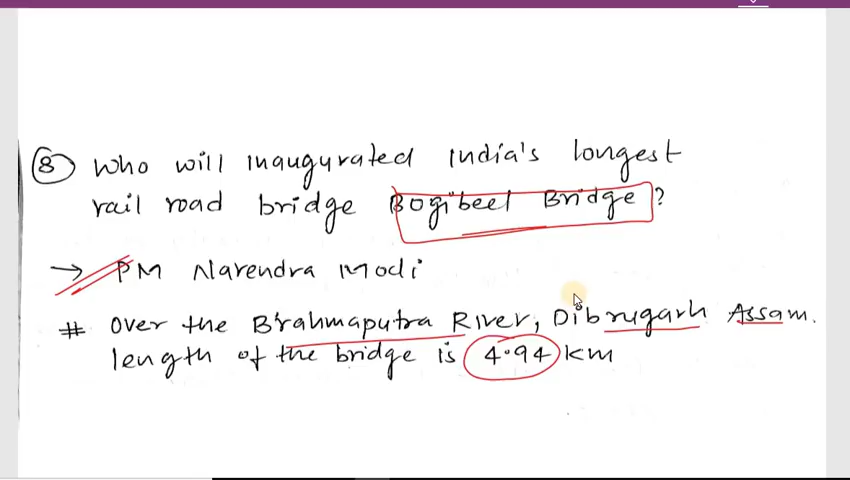 8 Who will inaugurated India's longest
rail road bridge Bogibeel Bridge?
→ PM Narendra Modi
# Over the Brahmaputra River, Dibrugarh Assam.
length of the bridge is 4.94 km